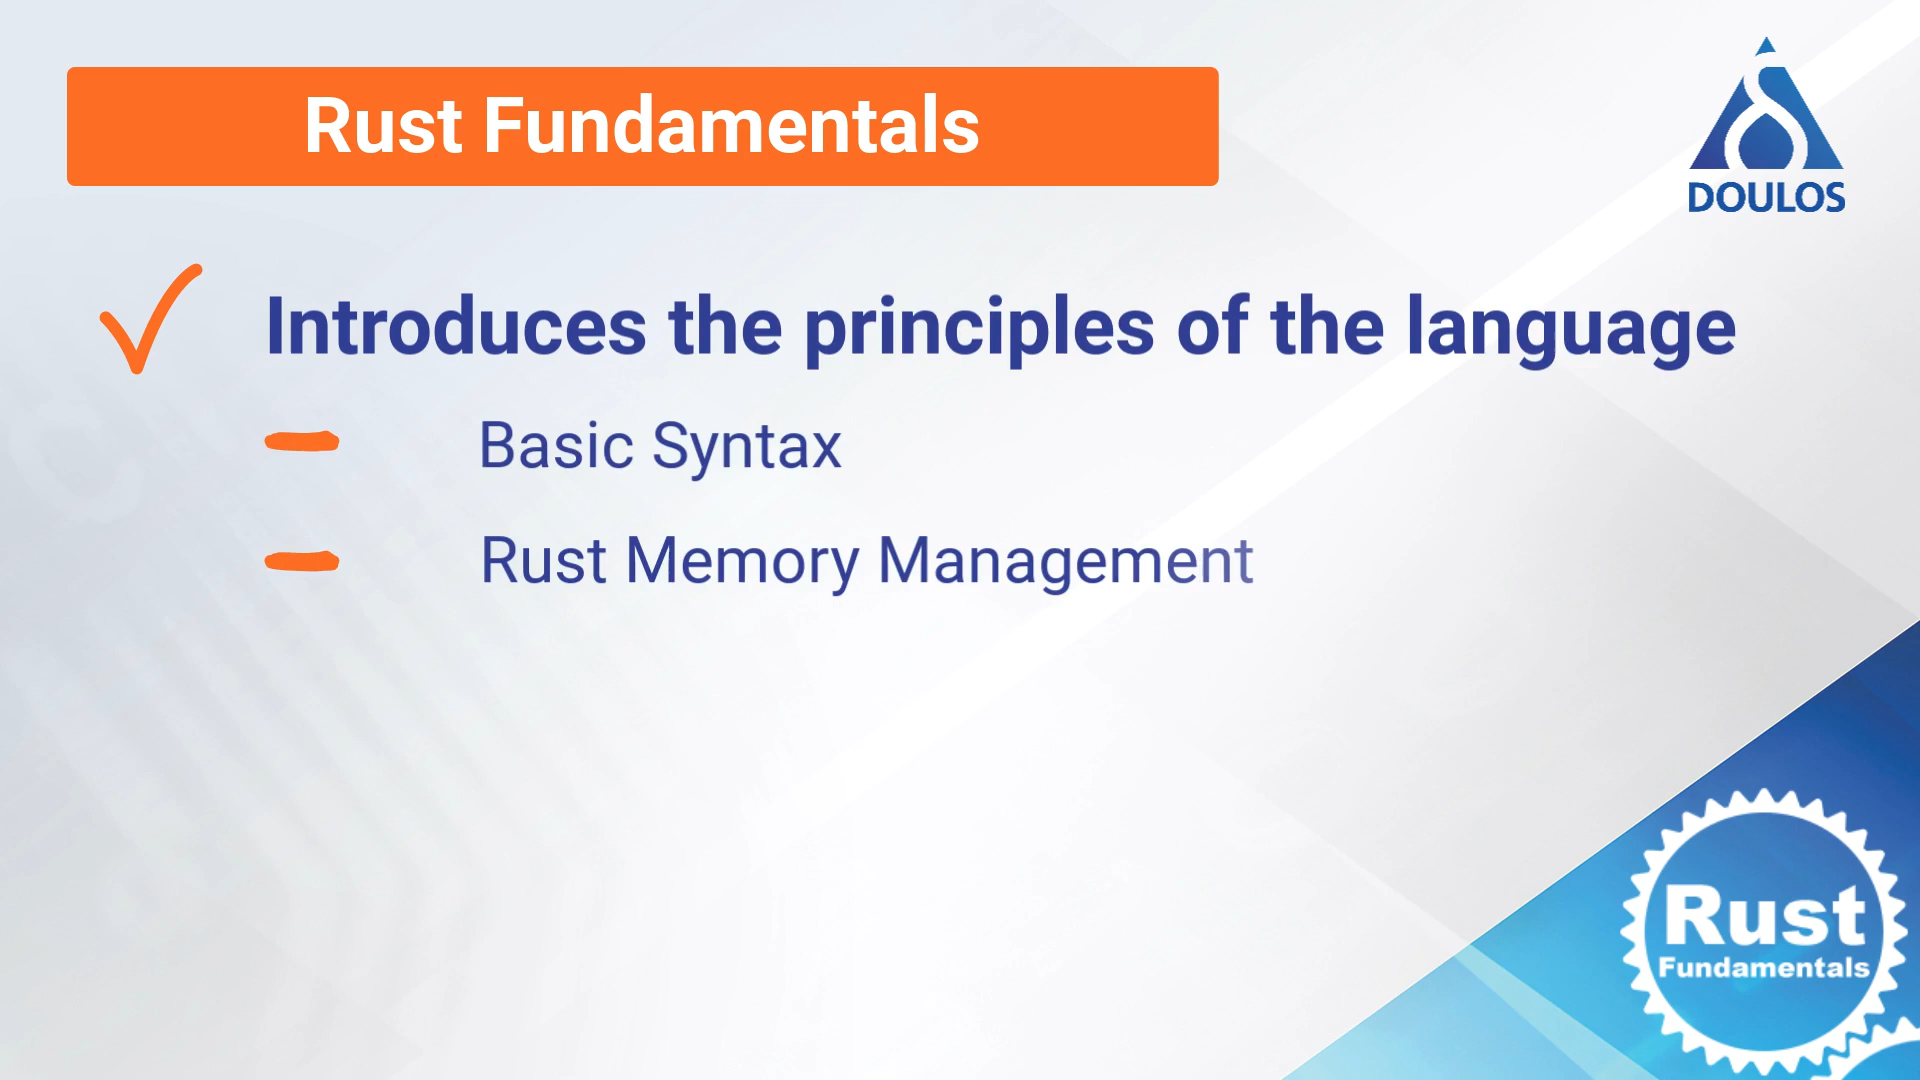 Rust Fundamentals
DOULOS
Introduces the principles of the language
Basic Syntax
Rust Memory Management
Rust
Fundamentals